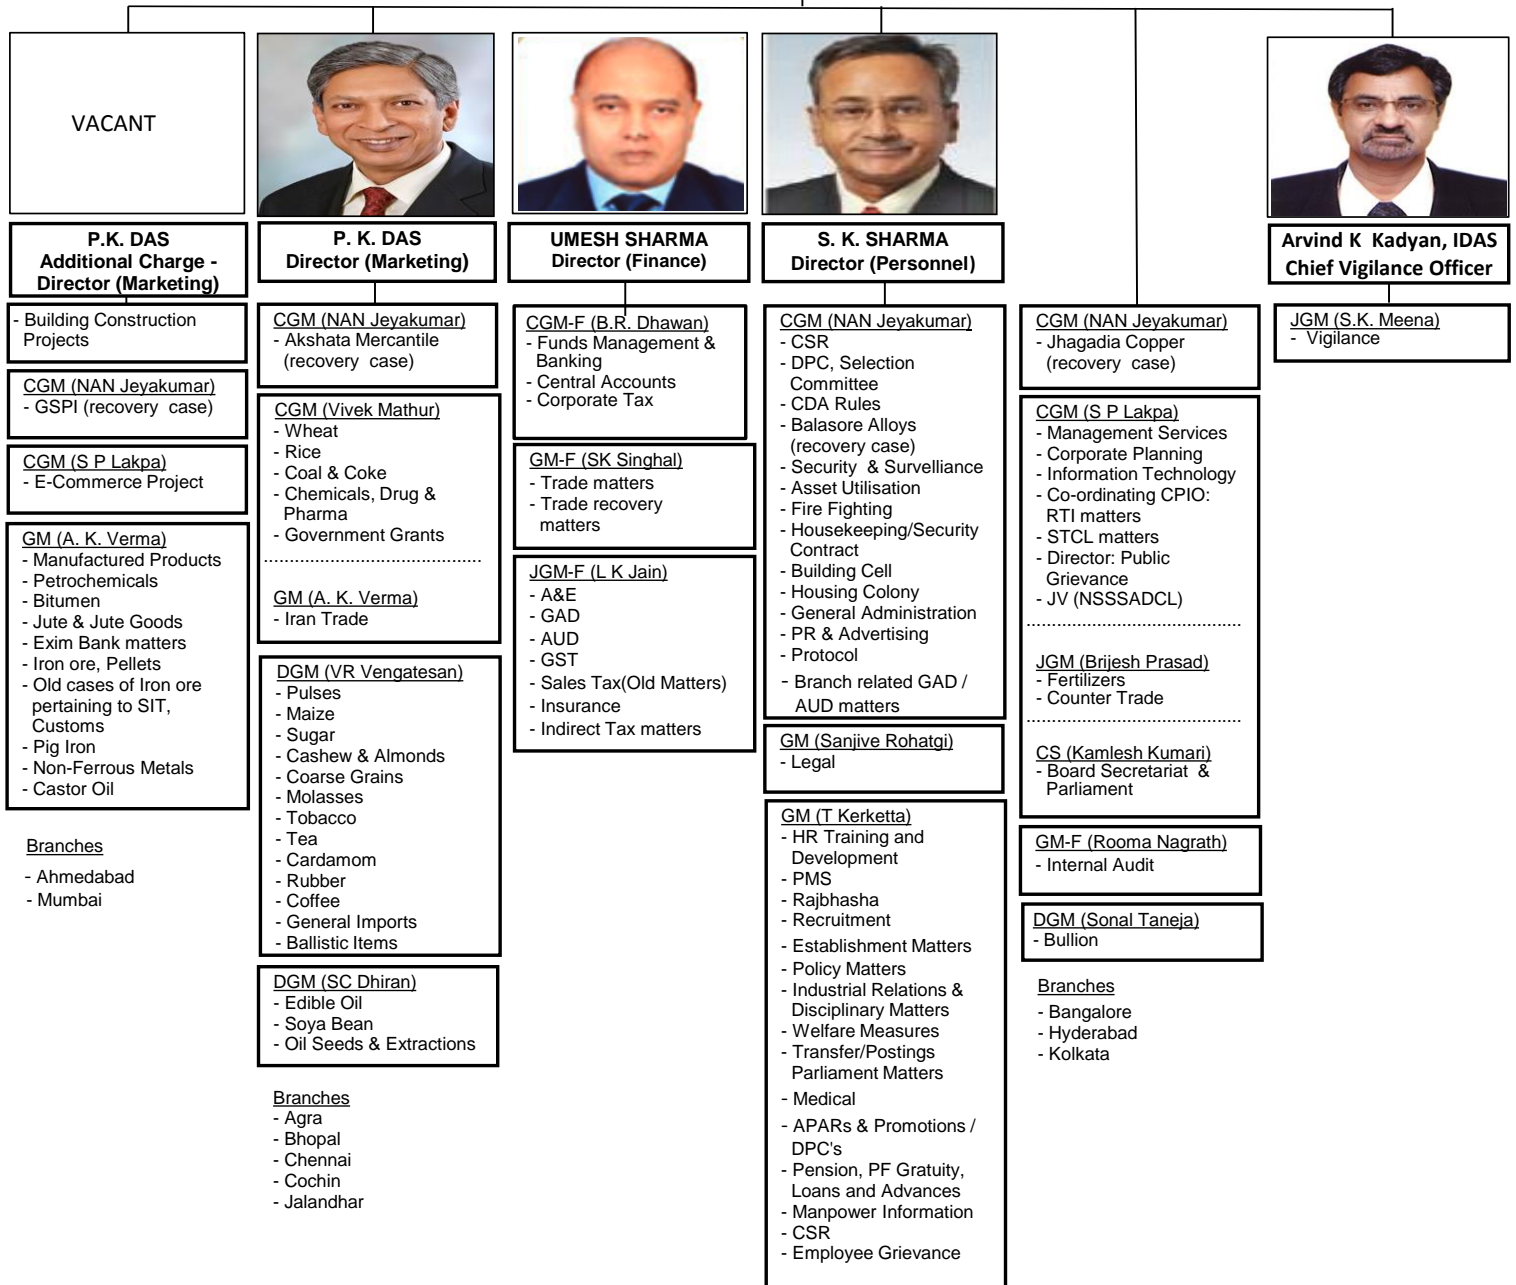 VACANT
P.K. DAS
Additional Charge -
Director (Marketing)
- Building Construction
Projects
CGM (NAN Jeyakumar)
- GSPI (recovery case)
CGM (S P Lakpa)
- E-Commerce Project
GM (A. K. Verma)
- Manufactured Products
- Petrochemicals
- Bitumen
- Jute & Jute Goods
- Exim Bank matters
- Iron ore, Pellets
- Old cases of Iron ore
pertaining to SIT,
Customs
- Pig Iron
- Non-Ferrous Metals
- Castor Oil
Branches
- Ahmedabad
- Mumbai
P. K. DAS
Director (Marketing)
CGM (NAN Jeyakumar)
- Akshata Mercantile
(recovery case)
CGM (Vivek Mathur)
- Wheat
- Rice
- Coal & Coke
- Chemicals, Drug &
Pharma
- Government Grants
GM (A. K. Verma)
- Iran Trade
DGM (VR Vengatesan)
- Pulses
- Maize
- Sugar
- Cashew & Almonds
- Coarse Grains
- Molasses
- Tobacco
- Tea
- Cardamom
- Rubber
- Coffee
- General Imports
- Ballistic Items
DGM (SC Dhiran)
- Edible Oil
- Soya Bean
- Oil Seeds & Extractions
Branches
- Agra
- Bhopal
- Chennai
- Cochin
- Jalandhar
UMESH SHARMA
Director (Finance)
CGM-F (B.R. Dhawan)
- Funds Management &
Banking
- Central Accounts
- Corporate Tax
GM-F (SK Singhal)
- Trade matters
- Trade recovery
matters
JGM-F (L K Jain)
- A&E
- GAD
- AUD
- GST
- Sales Tax(Old Matters)
- Insurance
- Indirect Tax matters
S. K. SHARMA
Director (Personnel)
CGM (NAN Jeyakumar)
- CSR
- DPC, Selection
Committee
- CDA Rules
- Balasore Alloys
(recovery case)
- Security & Survelliance
- Asset Utilisation
- Fire Fighting
- Housekeeping/Security
Contract
- Building Cell
- Housing Colony
- General Administration
- PR & Advertising
- Protocol
- Branch related GAD /
AUD matters
GM (Sanjive Rohatgi)
- Legal
GM (T Kerketta)
- HR Training and
Development
- PMS
- Rajbhasha
- Recruitment
- Establishment Matters
- Policy Matters
- Industrial Relations &
Disciplinary Matters
- Welfare Measures
- Transfer/Postings
Parliament Matters
- Medical
- APARs & Promotions /
DPC's
- Pension, PF Gratuity,
Loans and Advances
- Manpower Information
- CSR
- Employee Grievance
CGM (NAN Jeyakumar)
- Jhagadia Copper
(recovery case)
CGM (S P Lakpa)
- Management Services
- Corporate Planning
- Information Technology
- Co-ordinating CPIO:
RTI matters
- STCL matters
- Director: Public
Grievance
- JV (NSSSADCL)
JGM (Brijesh Prasad)
- Fertilizers
- Counter Trade
CS (Kamlesh Kumari)
- Board Secretariat &
Parliament
GM-F (Rooma Nagrath)
- Internal Audit
DGM (Sonal Taneja)
- Bullion
Branches
- Bangalore
- Hyderabad
- Kolkata
Arvind K Kadyan, IDAS
Chief Vigilance Officer
JGM (S.K. Meena)
- Vigilance